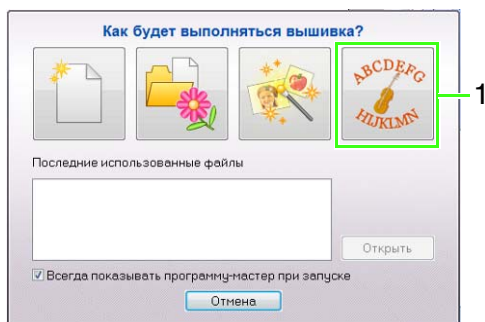 Как будет выполняться вышивка?
ABCDEFG
HIJKLMN
1
Последние использованные файлы
Открыть
Всегда показывать программу-мастер при запуске
Отмена